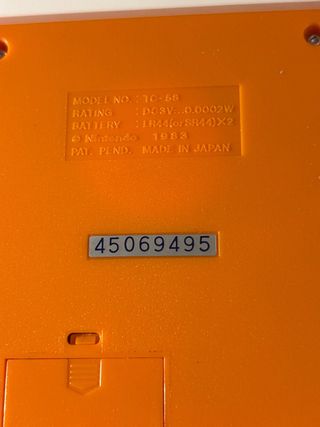 MODEL NO. : TC-58
RATING : DC3V...0.0002W
BATTERY : LR44(or SR44)X2
© Nintendo 1983
PAT. PEND. MADE IN JAPAN
45069495